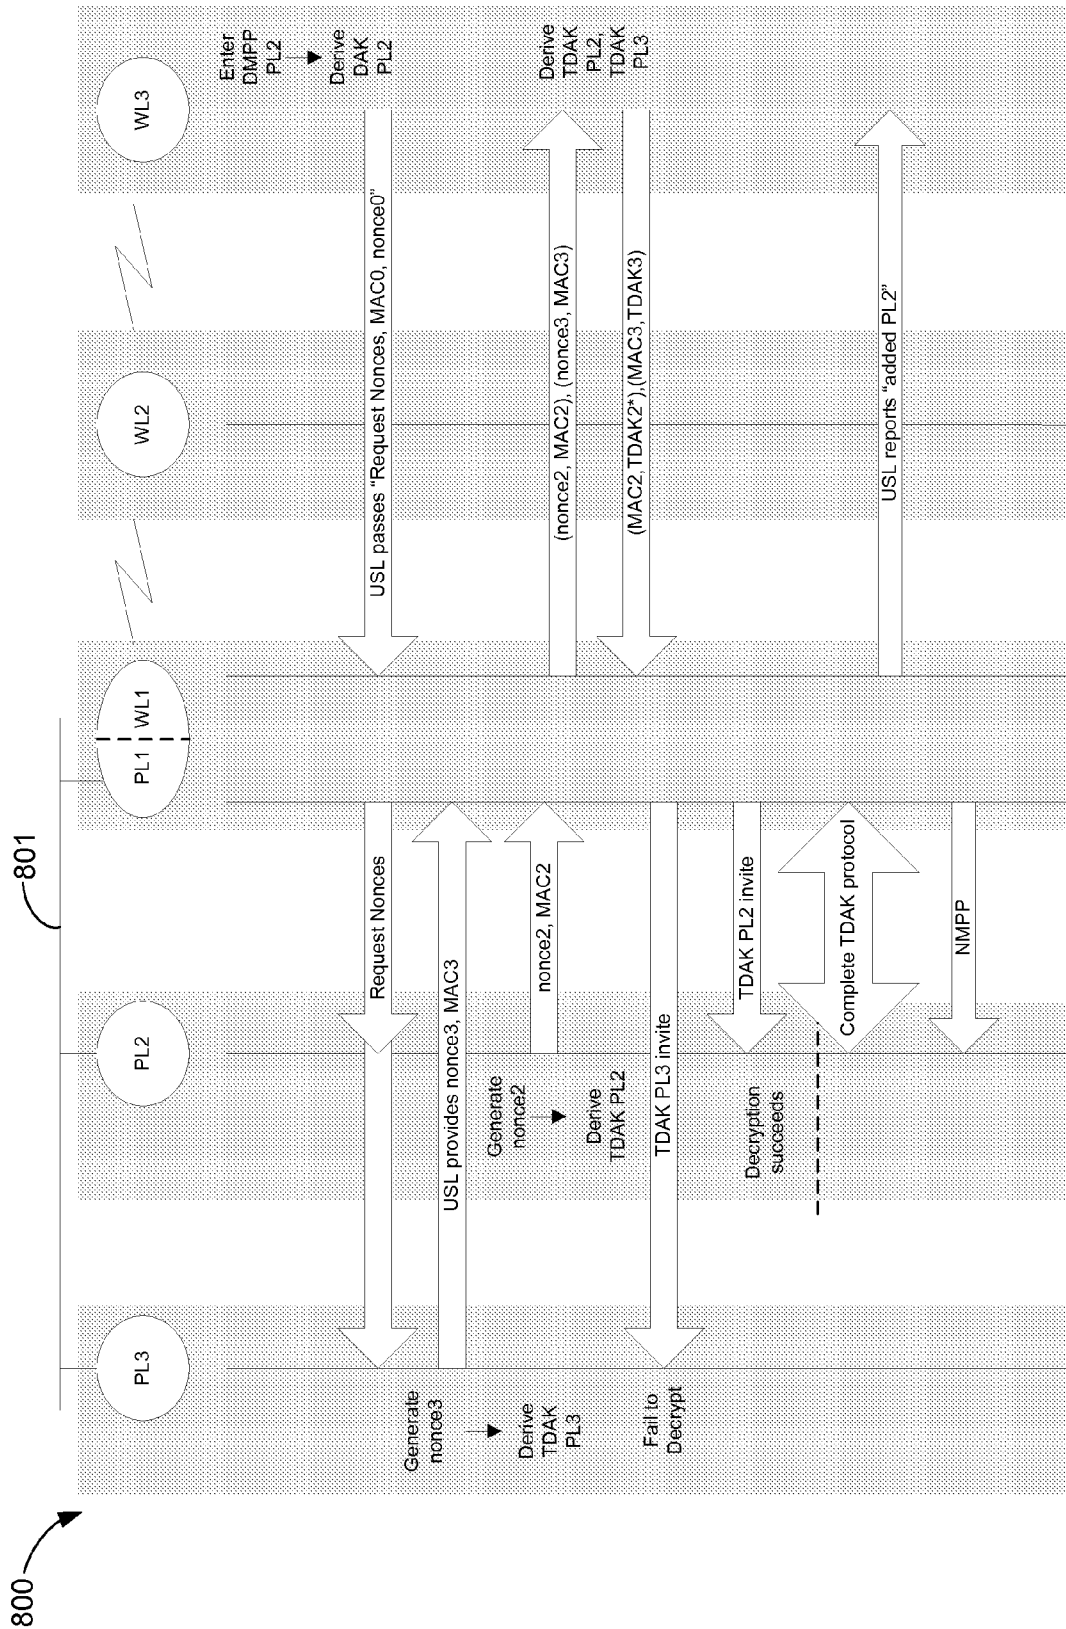 800
801
PL3
PL2
PL1
WL1
WL2
WL3
Enter
DMPP
PL2
Derive
DAK
PL2
USL passes “Request Nonces, MAC0, nonce0”
Request Nonces
Generate
nonce3
USL provides nonce3, MAC3
Derive
TDAK
PL3
Generate
nonce2
nonce2, MAC2
Derive
TDAK PL2
(nonce2, MAC2), (nonce3, MAC3)
Derive
TDAK
PL2,
TDAK
PL3
(MAC2,TDAK2*),(MAC3,TDAK3)
TDAK PL3 invite
Fail to
Decrypt
TDAK PL2 invite
Decryption
succeeds
Complete TDAK protocol
USL reports “added PL2”
NMPP